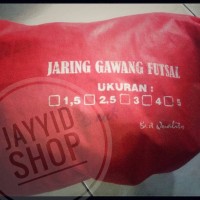 JARING GAWANG FUTSAL
UKURAN :
1,5 2.5 3 4 5
JAYYID
SHOP